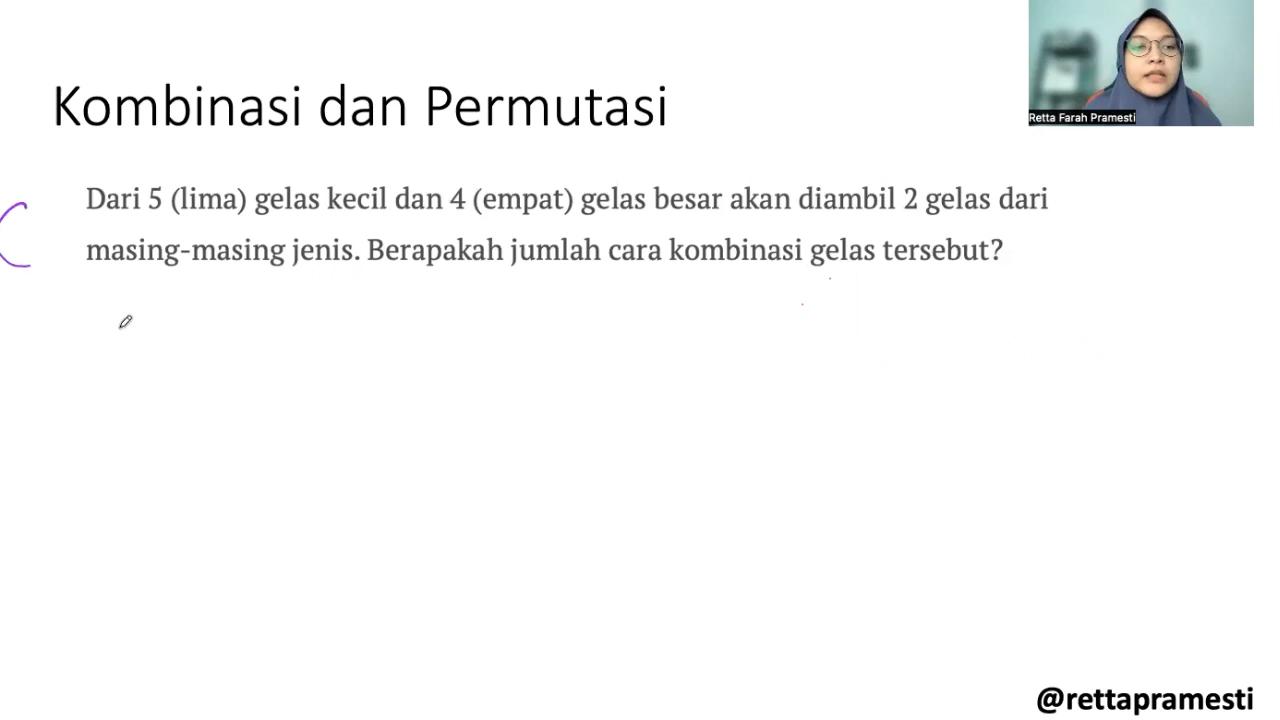 Retta Farah Pramesti
Kombinasi dan Permutasi
Dari 5 (lima) gelas kecil dan 4 (empat) gelas besar akan diambil 2 gelas dari
masing-masing jenis. Berapakah jumlah cara kombinasi gelas tersebut?
@rettapramesti